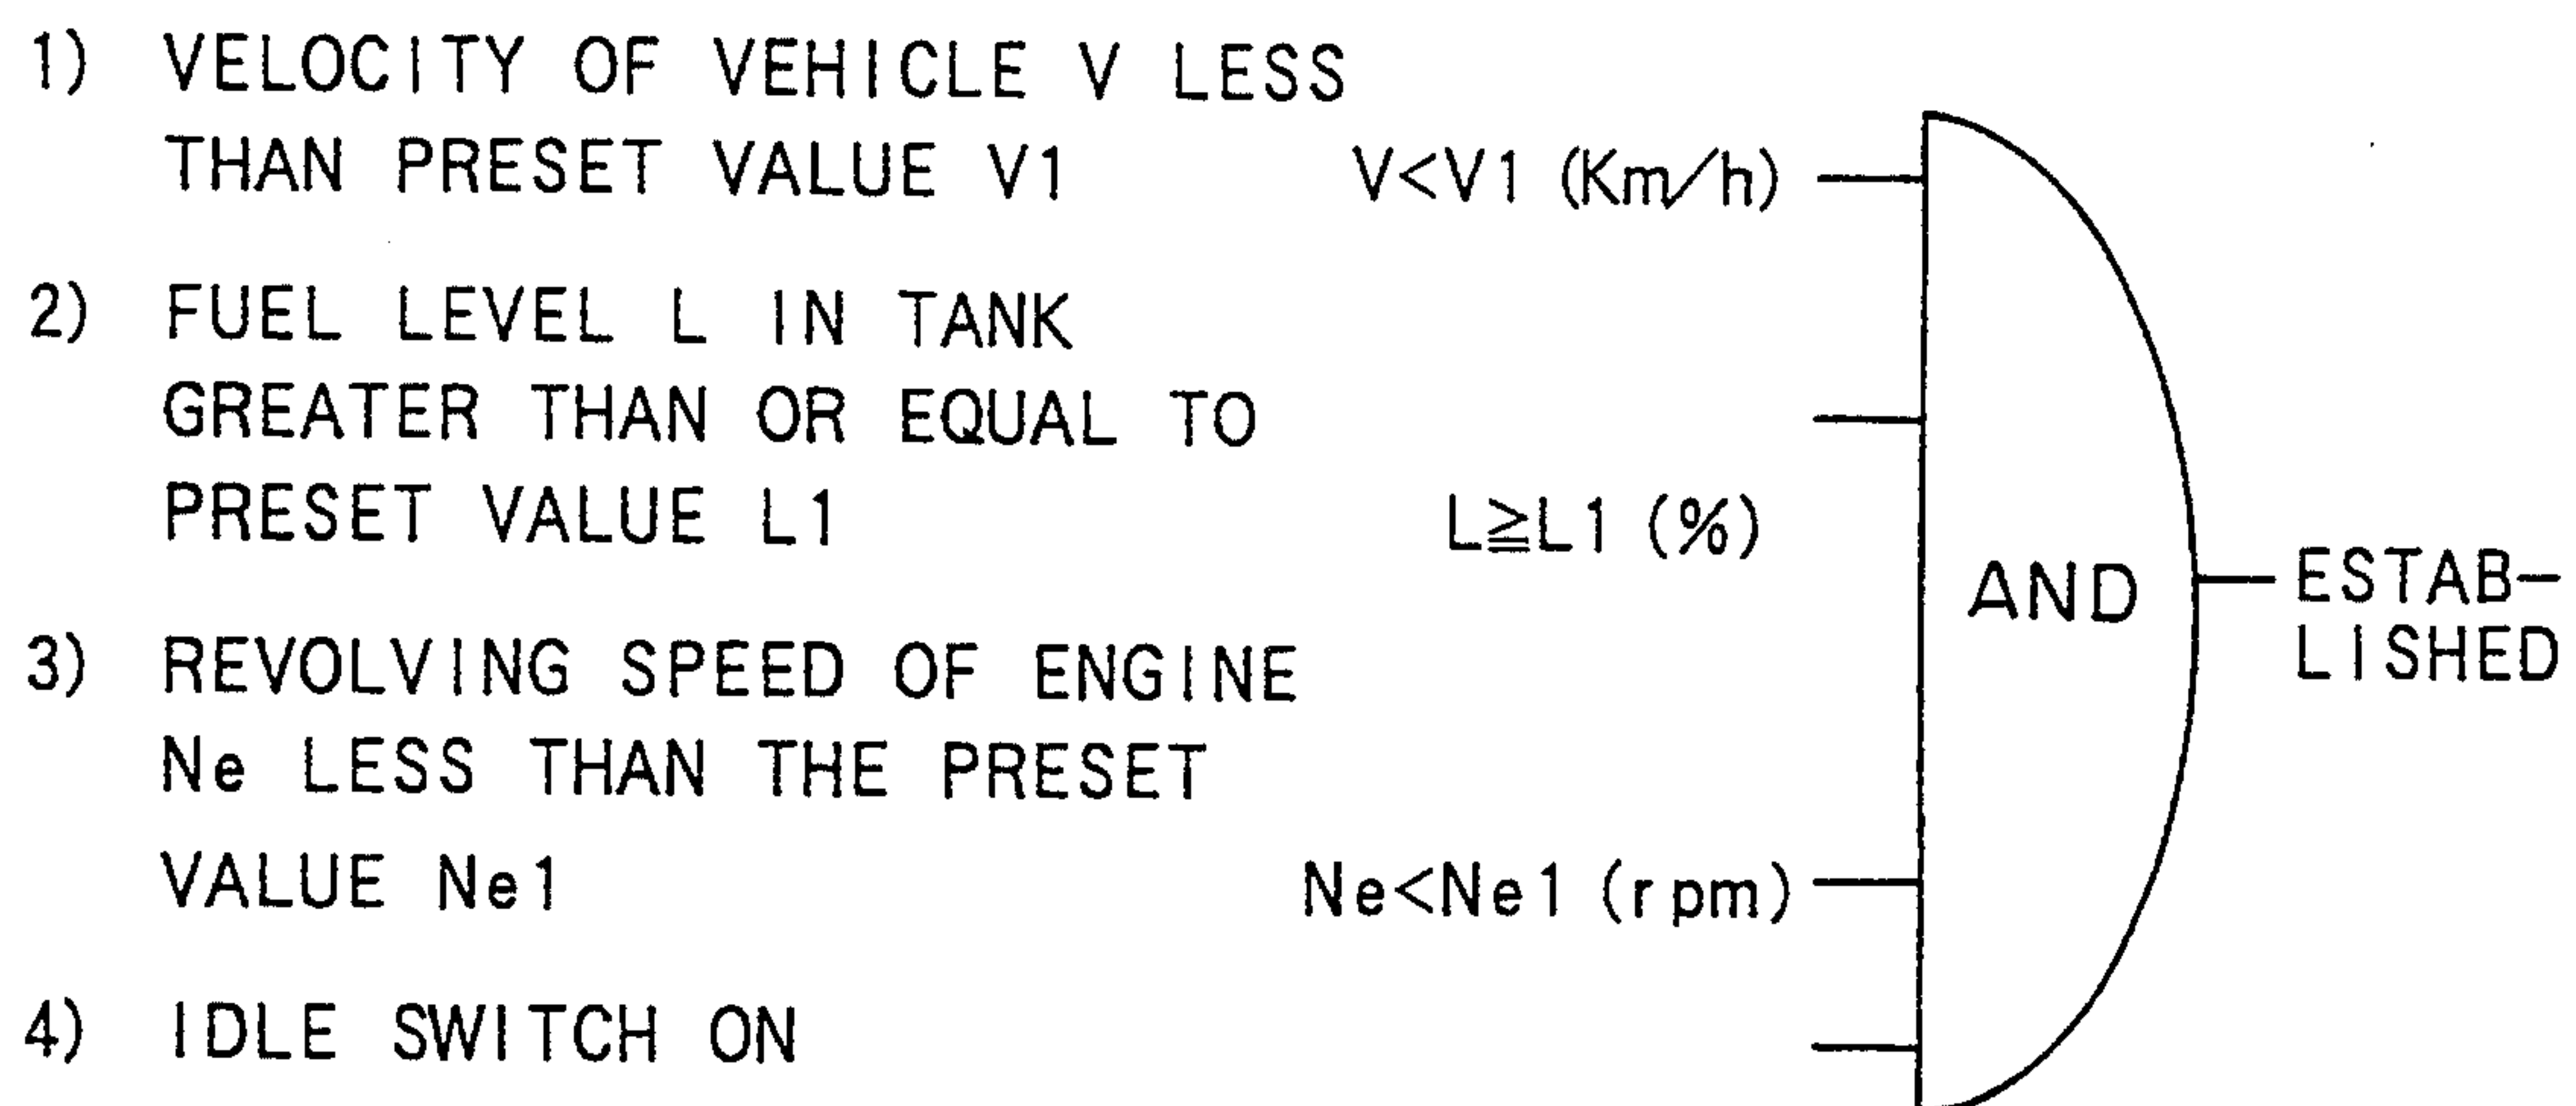 1) VELOCITY OF VEHICLE V LESS
THAN PRESET VALUE V1
V<V1 (Km/h)
2) FUEL LEVEL L IN TANK
GREATER THAN OR EQUAL TO
PRESET VALUE L1
L≧L1 (%)
3) REVOLVING SPEED OF ENGINE
Ne LESS THAN THE PRESET
VALUE Ne1
Ne<Ne1 (rpm)
4) IDLE SWITCH ON
AND
ESTAB-
LISHED